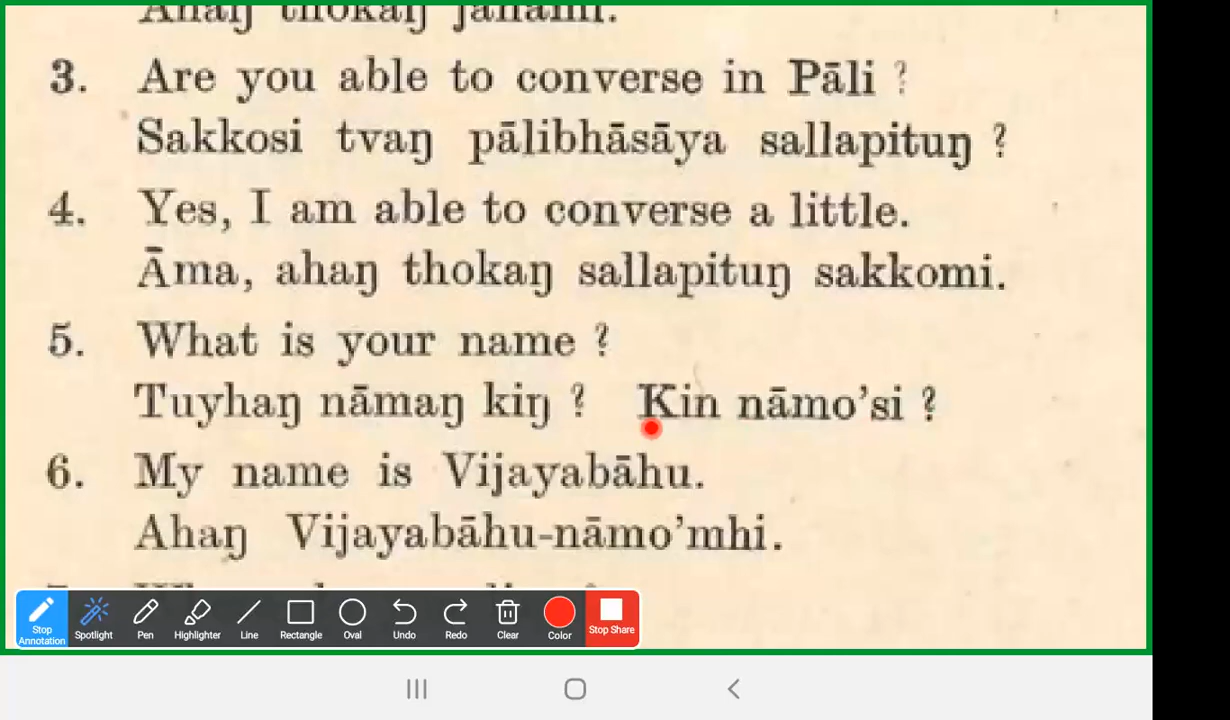 Ahaŋ thokaŋ jānāmi.
3. Are you able to converse in Pāli ?
Sakkosi tvaŋ pālibhāsāya sallapituŋ ?
4. Yes, I am able to converse a little.
Āma, ahaŋ thokaŋ sallapituŋ sakkomi.
5. What is your name ?
Tuyhaŋ nāmaŋ kiŋ ? Kin nāmo’si ?
6. My name is Vijayabāhu.
Ahaŋ Vijayabāhu-nāmo’mhi.
Stop Annotation Spotlight Pen Highlighter Line Rectangle Oval Undo Redo Clear Color Stop Share